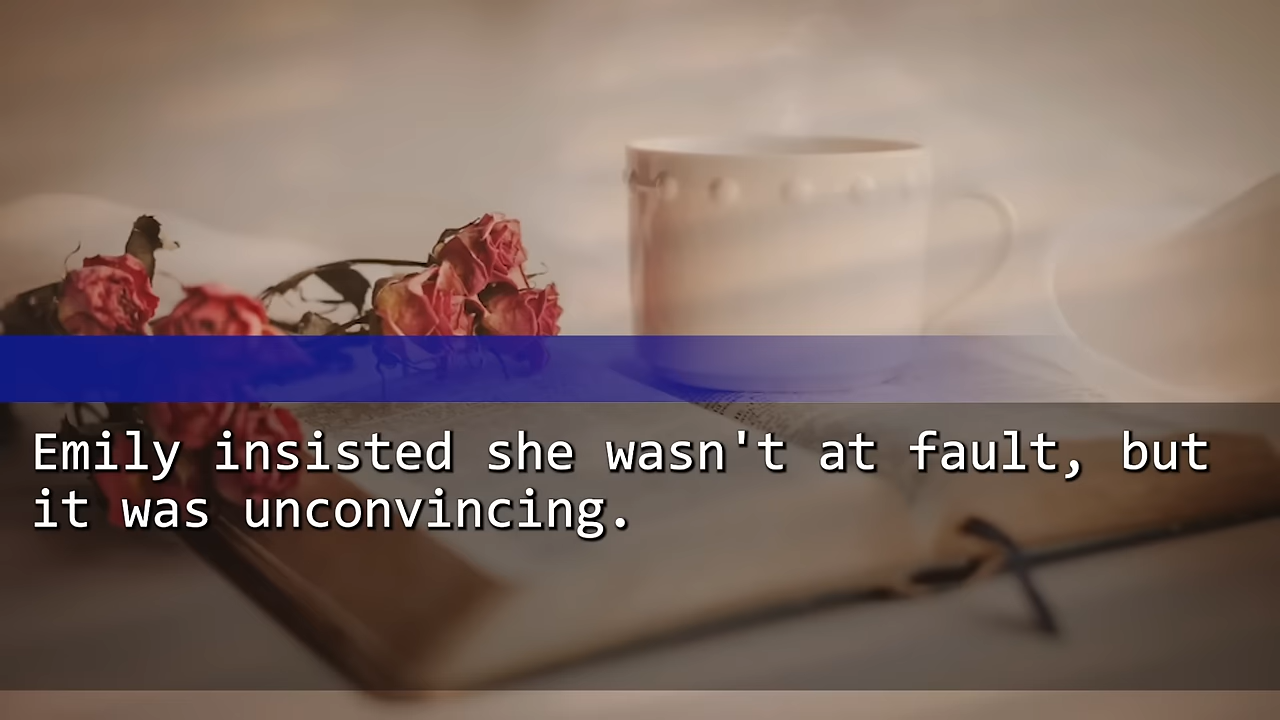 Emily insisted she wasn't at fault, but
it was unconvincing.